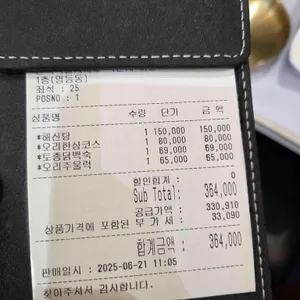 1층(영등동)
좌석 : 25
POSNO : 1
상품명 수량 단가 금 액
*해신탕 1 150,000 150,000
*오리한상코스 1 80,000 80,000
*토종닭백숙 1 69,000 69,000
*오리주물럭 1 65,000 65,000
할인합계 : 0
Sub Total: 364,000
공급가액 : 330,910
상품가격에 포함된 부 가 세 : 33,090
합계금액 : 364,000
판매일시 : 2025-06-21 11:05
찾아주셔서 감사합니다.